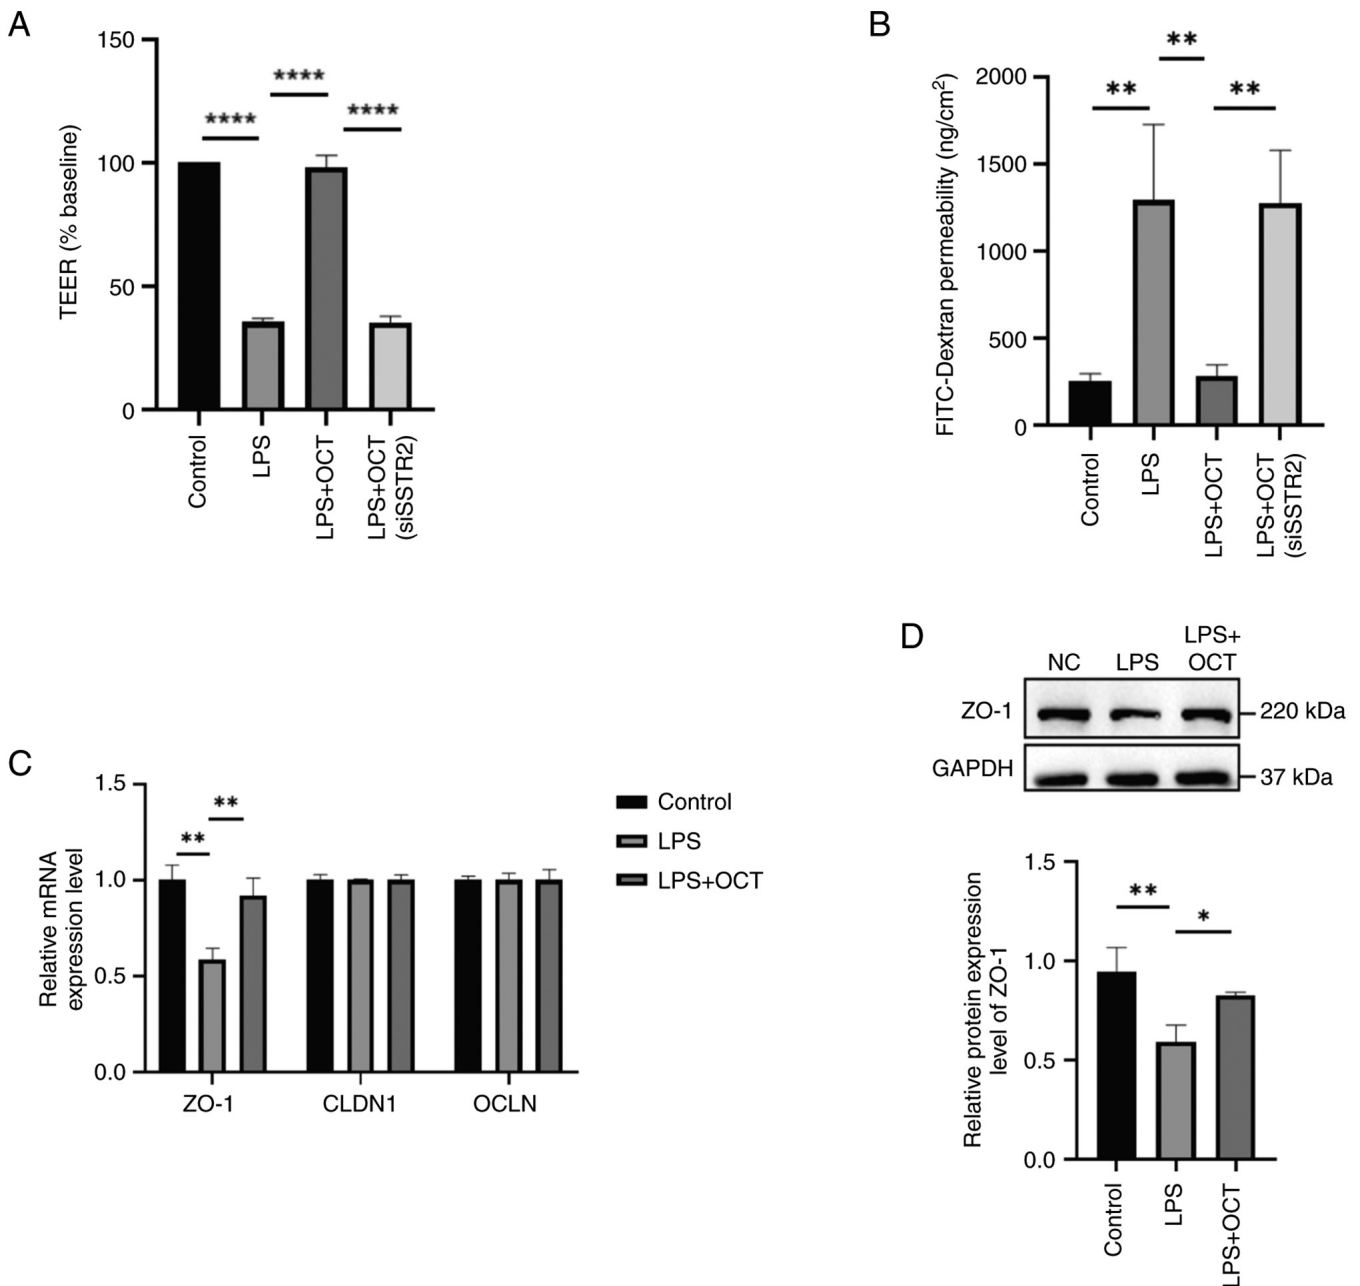 A
150
100
50
0
TEER (% baseline)
****
****
****
Control
LPS
LPS+OCT
LPS+OCT
(siSSTR2)
B
2000
1500
1000
500
0
FITC-Dextran permeability (ng/cm2)
**
**
**
Control
LPS
LPS+OCT
LPS+OCT
(siSSTR2)
C
1.5
1.0
0.5
0.0
Relative mRNA
expression level
**
**
ZO-1
CLDN1
OCLN
Control
LPS
LPS+OCT
D
NC
LPS
LPS+
OCT
ZO-1
220 kDa
GAPDH
37 kDa
1.5
1.0
0.5
0.0
Relative protein expression
level of ZO-1
**
*
Control
LPS
LPS+OCT